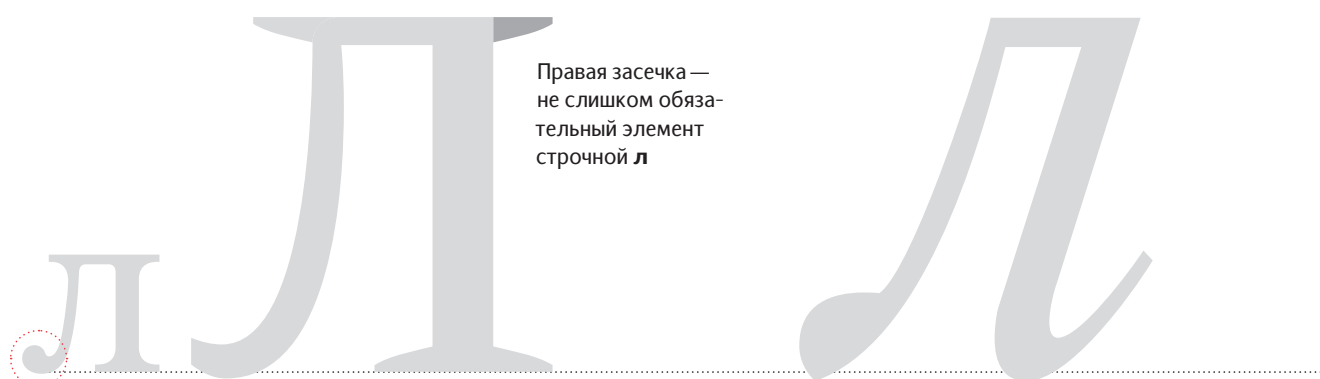 л Л л
Правая засечка —
не слишком обяза-
тельный элемент
строчной л